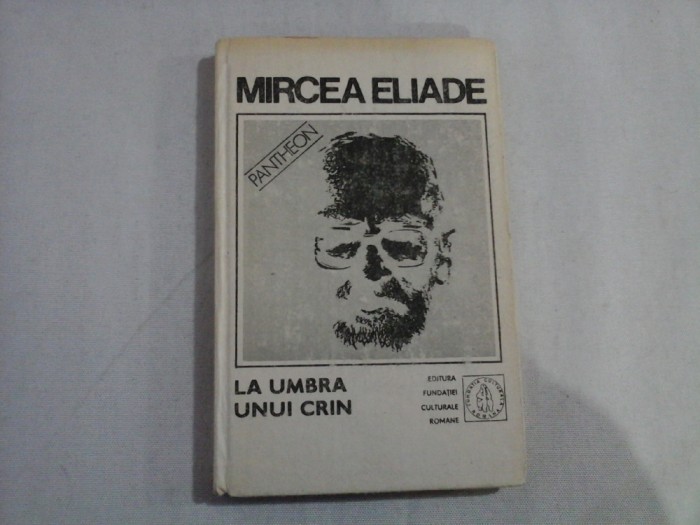 MIRCEA ELIADE
PANTHEON
LA UMBRA
UNUI CRIN
EDITURA
FUNDAȚIEI
CULTURALE
ROMÂNE